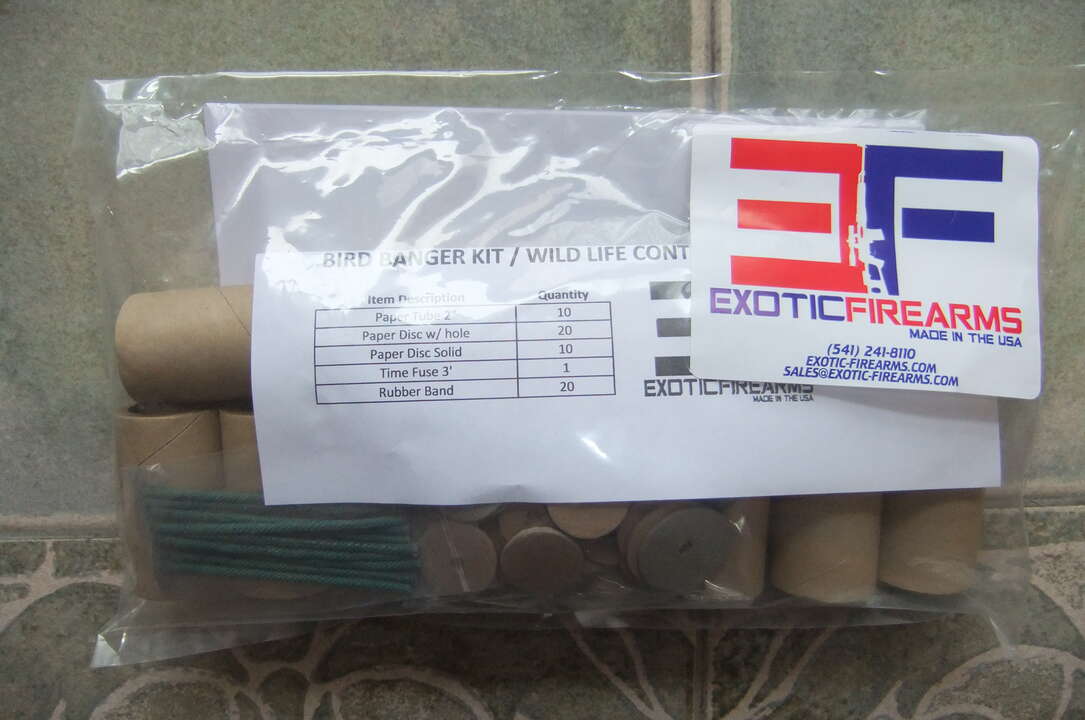 BIRD BANGER KIT / WILD LIFE CONT
Item Description Quantity
Paper Tube 2" 10
Paper Disc w/ hole 20
Paper Disc Solid 10
Time Fuse 3' 1
Rubber Band 20
EXOTICFIREARMS
MADE IN THE USA
EF
EXOTICFIREARMS
MADE IN THE USA
(541) 241-8110
EXOTIC-FIREARMS.COM
SALES@EXOTIC-FIREARMS.COM